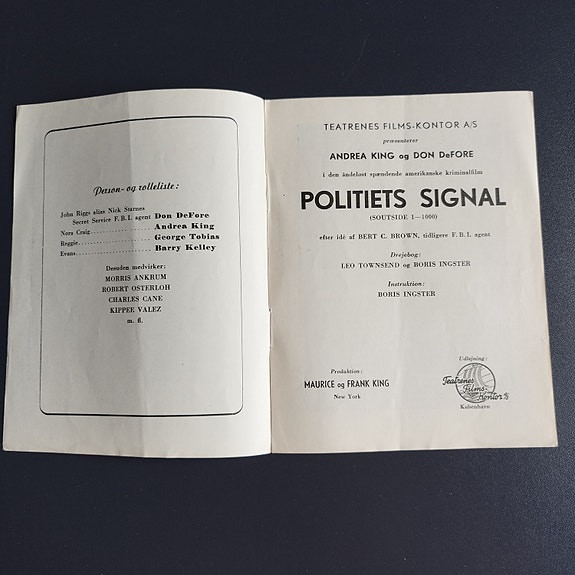 Person- og rolleliste:
John Riggs alias Nick Starnes
Secret Service F.B.I. agent Don DeFore
Nora Craig.................... Andrea King
Reggie........................ George Tobias
Evans......................... Barry Kelley
Desuden medvirker:
MORRIS ANKRUM
ROBERT OSTERLOH
CHARLES CANE
KIPPEE VALEZ
m. fl.
TEATRENES FILMS-KONTOR A/S
præsenterer
ANDREA KING og DON DeFORE
i den åndeløst spændende amerikanske kriminalfilm
POLITIETS SIGNAL
(SOUTSIDE 1—1000)
efter idé af BERT C. BROWN, tidligere F.B.I. agent
Drejebog:
LEO TOWNSEND og BORIS INGSTER
Instruktion:
BORIS INGSTER
Produktion:
MAURICE og FRANK KING
New York
Udlejning:
Teatrenes
Films-
Kontor A/S
København